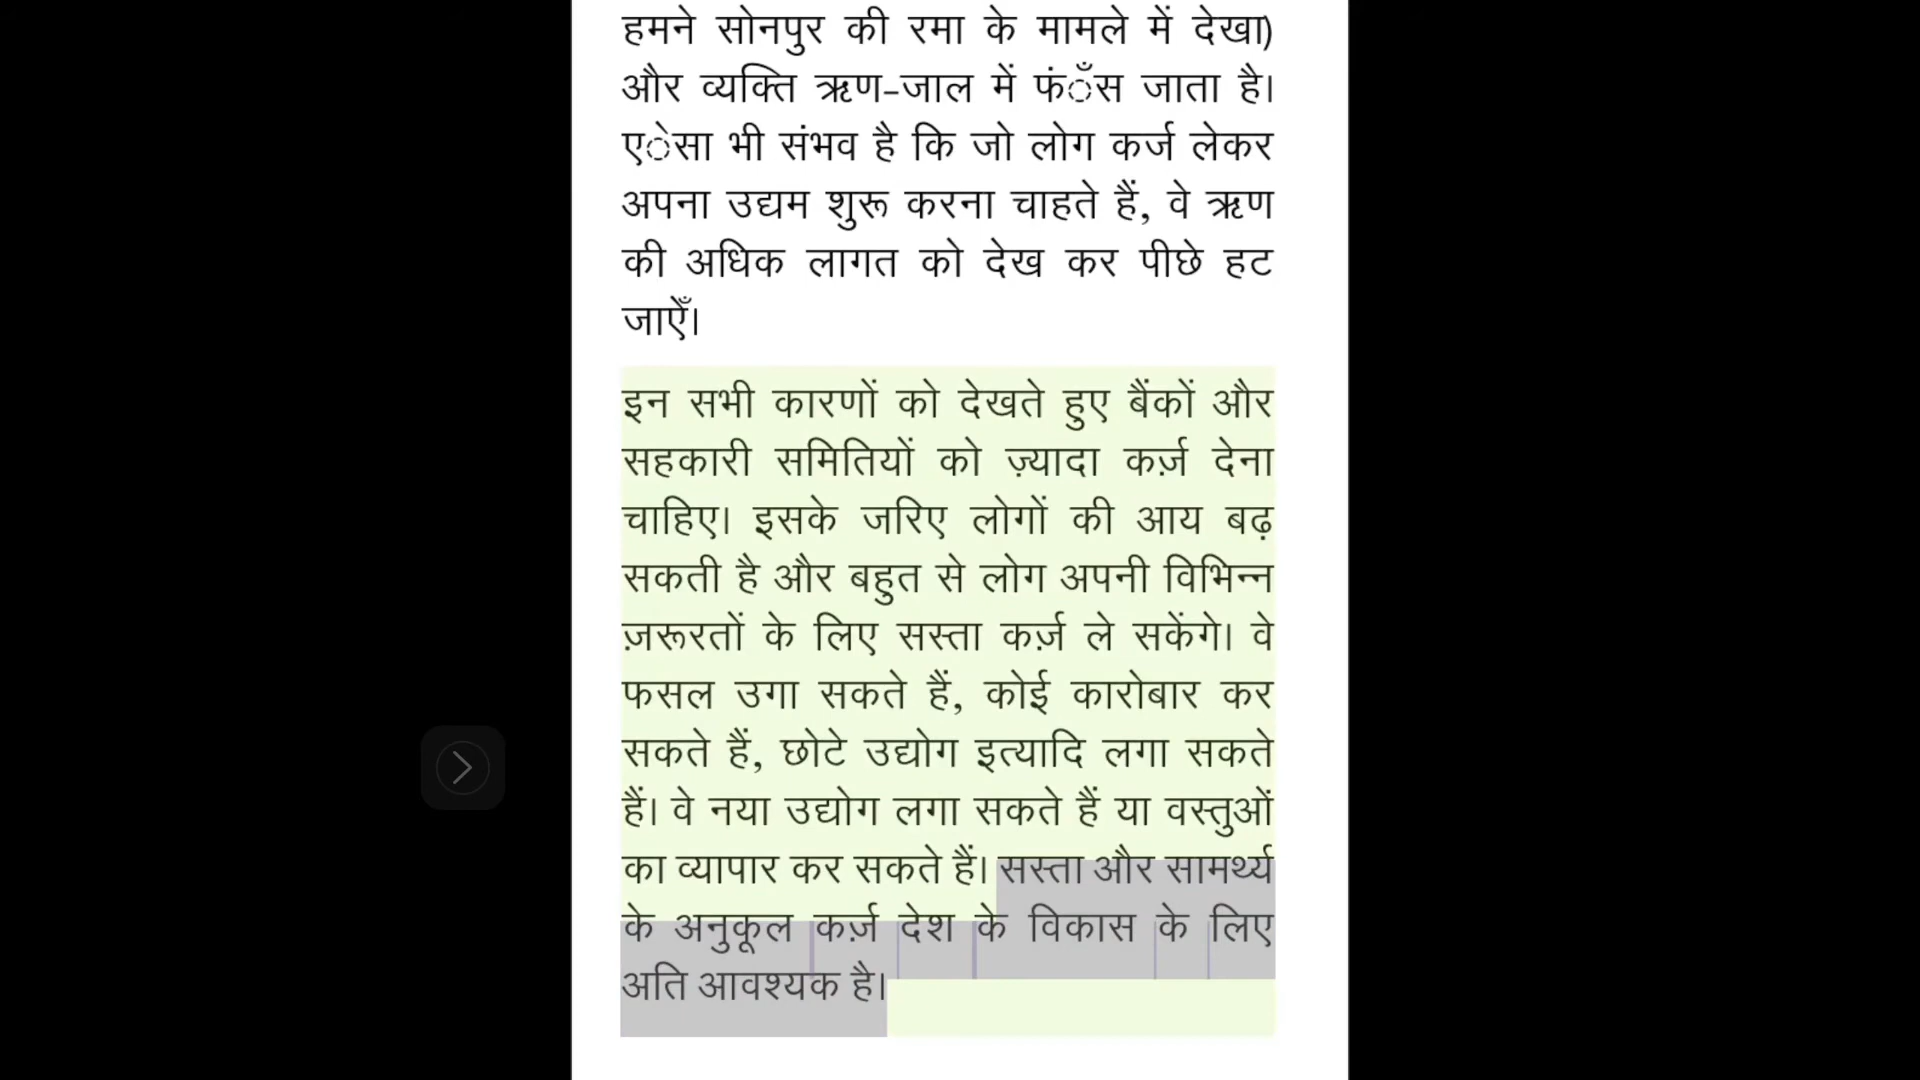 हमने सोनपुर की रमा के मामले में देखा)
और व्यक्ति ऋण-जाल में फंँस जाता है।
एेसा भी संभव है कि जो लोग कर्ज लेकर
अपना उद्यम शुरू करना चाहते हैं, वे ऋण
की अधिक लागत को देख कर पीछे हट
जाऐँ।
इन सभी कारणों को देखते हुए बैंकों और
सहकारी समितियों को ज़्यादा कर्ज़ देना
चाहिए। इसके जरिए लोगों की आय बढ़
सकती है और बहुत से लोग अपनी विभिन्न
ज़रूरतों के लिए सस्ता कर्ज़ ले सकेंगे। वे
फसल उगा सकते हैं, कोई कारोबार कर
सकते हैं, छोटे उद्योग इत्यादि लगा सकते
हैं। वे नया उद्योग लगा सकते हैं या वस्तुओं
का व्यापार कर सकते हैं। सस्ता और सामर्थ्य
के अनुकूल कर्ज़ देश के विकास के लिए
अति आवश्यक है।